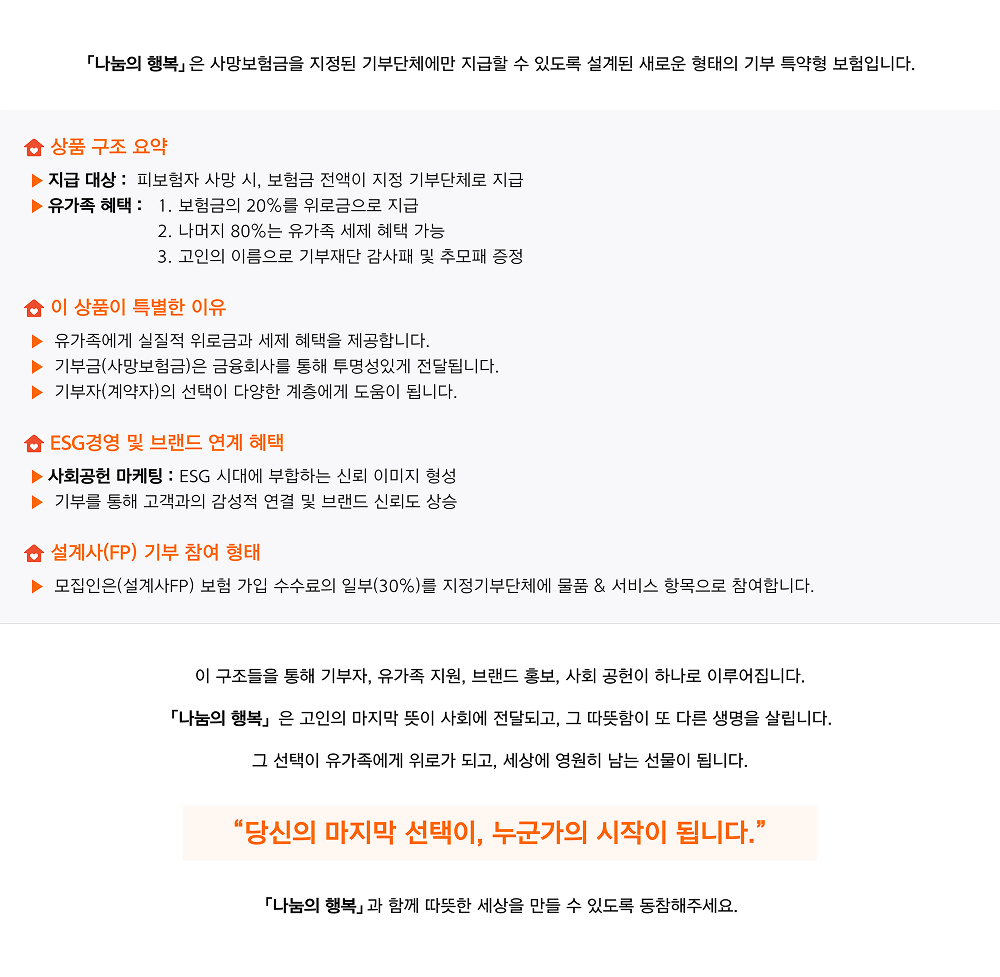 「나눔의 행복」은 사망보험금을 지정된 기부단체에만 지급할 수 있도록 설계된 새로운 형태의 기부 특약형 보험입니다.
상품 구조 요약
▶ 지급 대상 : 피보험자 사망 시, 보험금 전액이 지정 기부단체로 지급
▶ 유가족 혜택 : 1. 보험금의 20%를 위로금으로 지급
2. 나머지 80%는 유가족 세제 혜택 가능
3. 고인의 이름으로 기부재단 감사패 및 추모패 증정
이 상품이 특별한 이유
▶ 유가족에게 실질적 위로금과 세제 혜택을 제공합니다.
▶ 기부금(사망보험금)은 금융회사를 통해 투명성있게 전달됩니다.
▶ 기부자(계약자)의 선택이 다양한 계층에게 도움이 됩니다.
ESG경영 및 브랜드 연계 혜택
▶ 사회공헌 마케팅 : ESG 시대에 부합하는 신뢰 이미지 형성
▶ 기부를 통해 고객과의 감성적 연결 및 브랜드 신뢰도 상승
설계사(FP) 기부 참여 형태
▶ 모집인은(설계사FP) 보험 가입 수수료의 일부(30%)를 지정기부단체에 물품 & 서비스 항목으로 참여합니다.
이 구조들을 통해 기부자, 유가족 지원, 브랜드 홍보, 사회 공헌이 하나로 이루어집니다.
「나눔의 행복」 은 고인의 마지막 뜻이 사회에 전달되고, 그 따뜻함이 또 다른 생명을 살립니다.
그 선택이 유가족에게 위로가 되고, 세상에 영원히 남는 선물이 됩니다.
“당신의 마지막 선택이, 누군가의 시작이 됩니다.”
「나눔의 행복」과 함께 따뜻한 세상을 만들 수 있도록 동참해주세요.